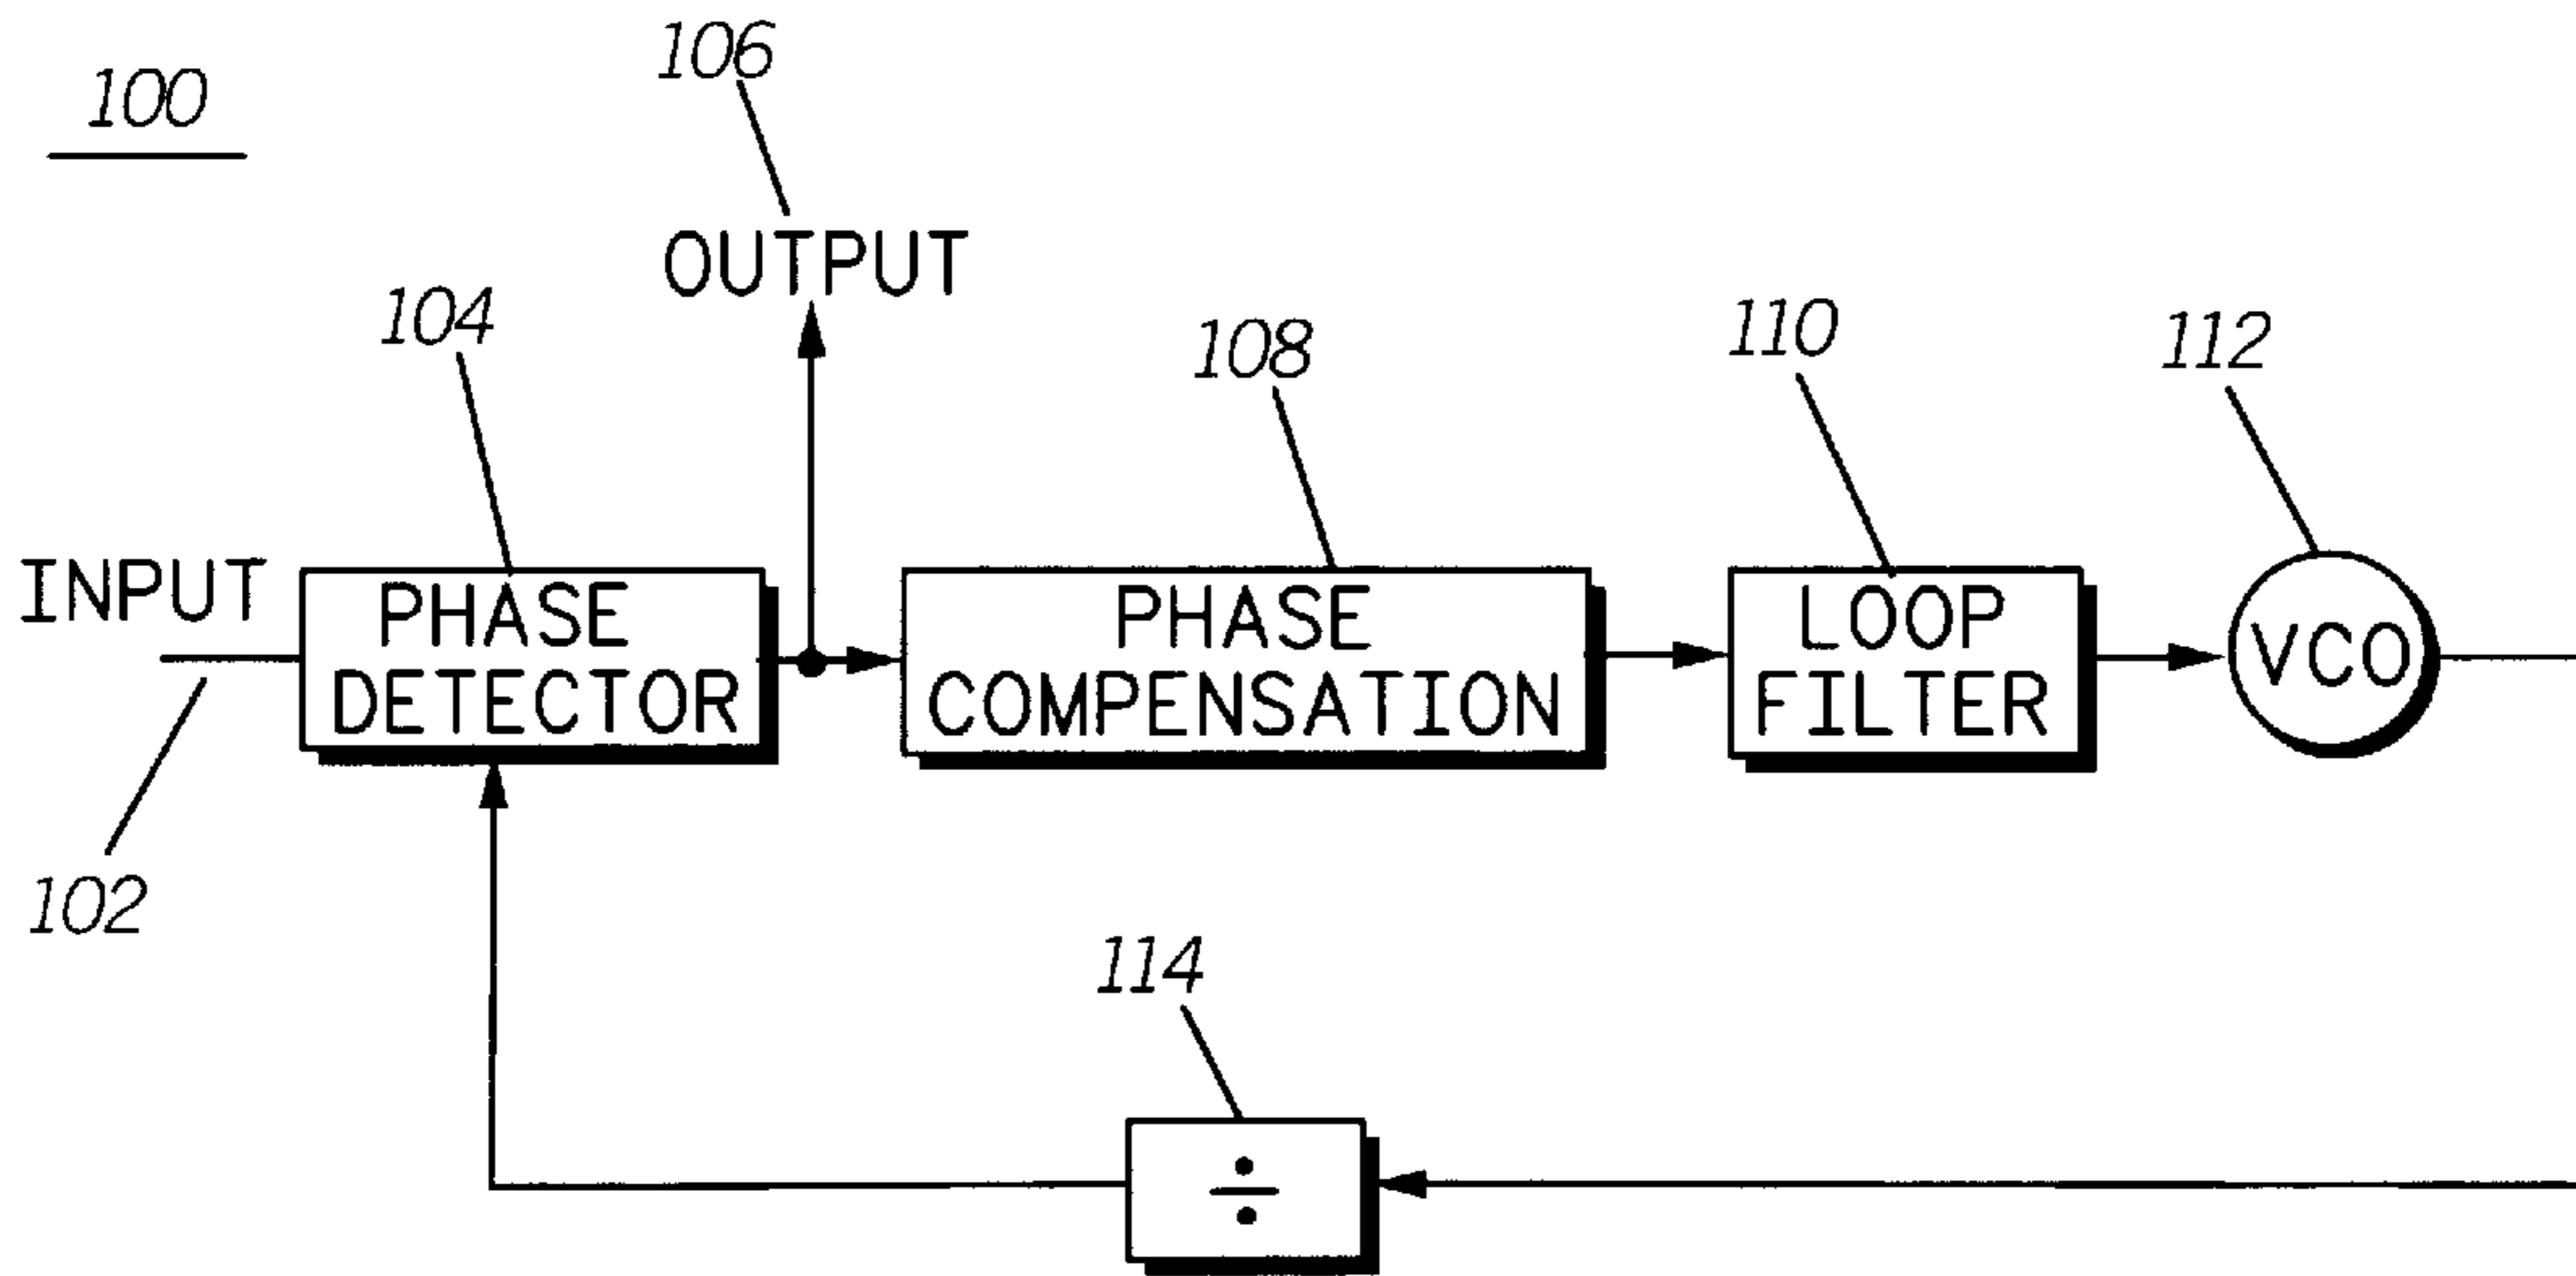 100
106
OUTPUT
104
108
110
112
INPUT
PHASE
DETECTOR
PHASE
COMPENSATION
LOOP
FILTER
VCO
102
114
÷